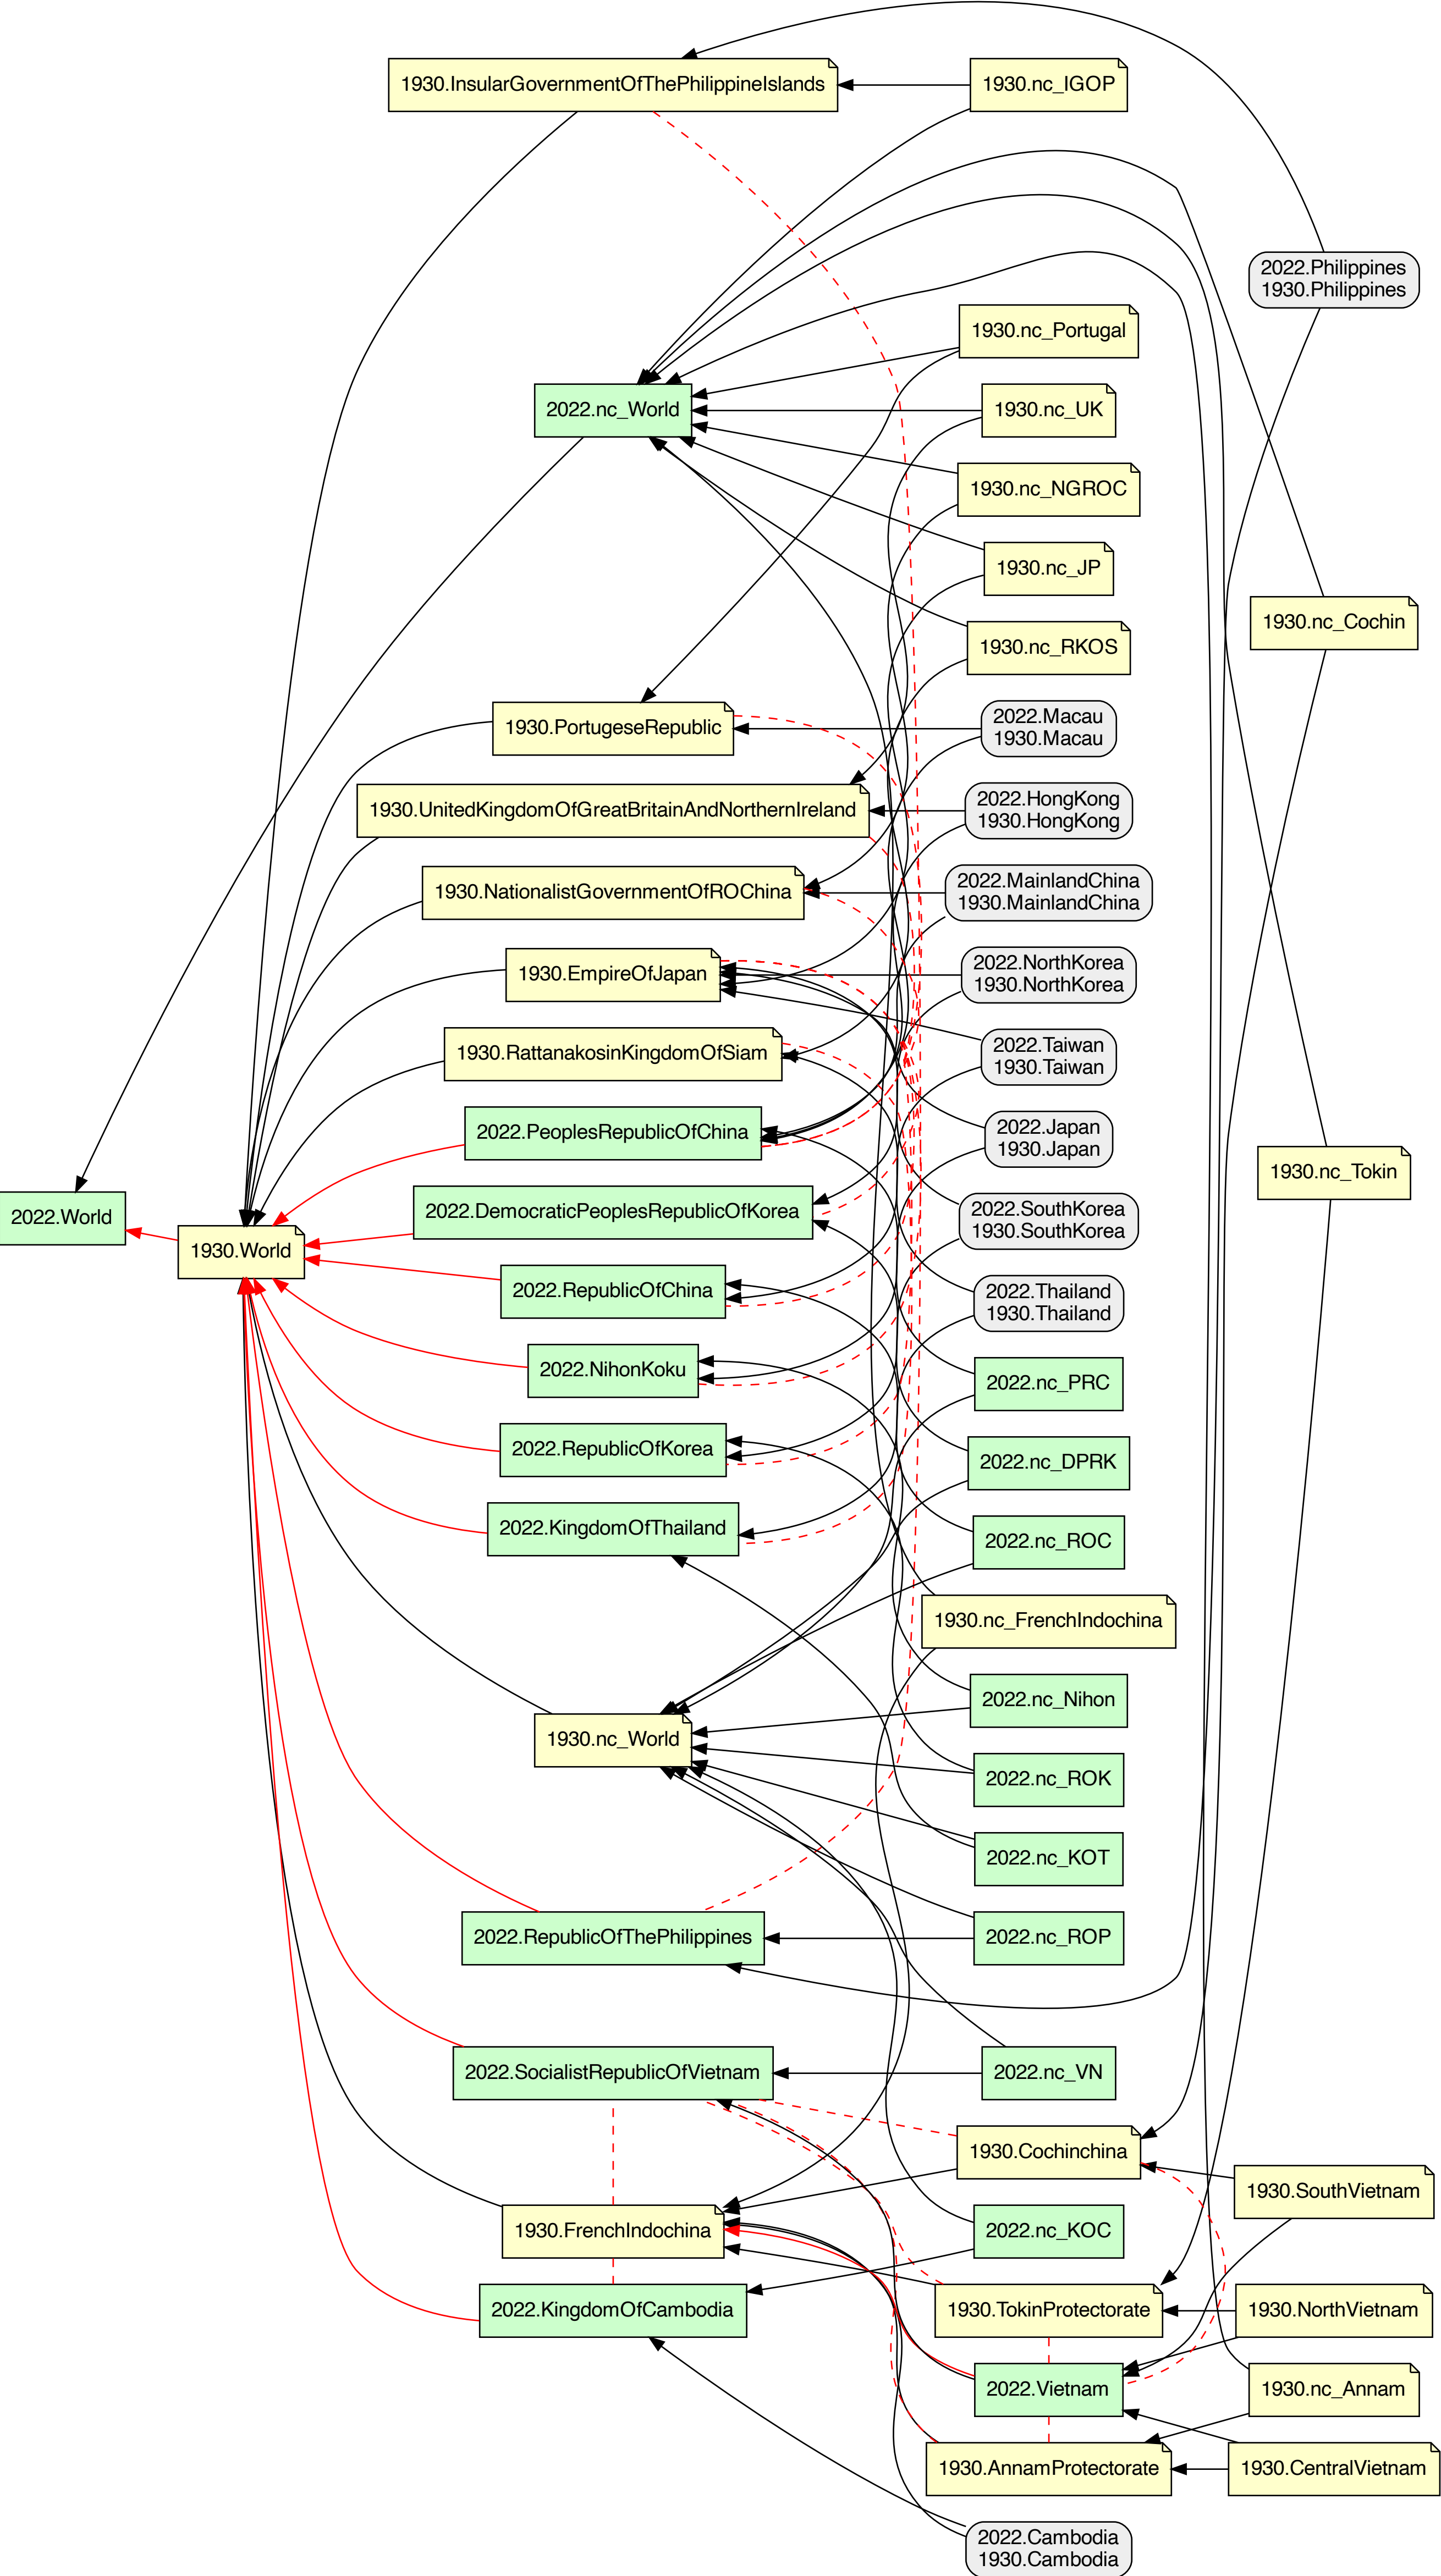 1930.InsularGovernmentOfThePhilippineIslands
1930.nc_IGOP
2022.Philippines
1930.Philippines
1930.nc_Portugal
2022.nc_World
1930.nc_UK
1930.nc_NGROC
1930.nc_JP
1930.nc_Cochin
1930.nc_RKOS
1930.PortugeseRepublic
2022.Macau
1930.Macau
1930.UnitedKingdomOfGreatBritainAndNorthernIreland
2022.HongKong
1930.HongKong
1930.NationalistGovernmentOfROChina
2022.MainlandChina
1930.MainlandChina
1930.EmpireOfJapan
2022.NorthKorea
1930.NorthKorea
1930.RattanakosinKingdomOfSiam
2022.Taiwan
1930.Taiwan
2022.PeoplesRepublicOfChina
2022.Japan
1930.Japan
1930.nc_Tokin
2022.World
2022.DemocraticPeoplesRepublicOfKorea
2022.SouthKorea
1930.SouthKorea
1930.World
2022.RepublicOfChina
2022.Thailand
1930.Thailand
2022.NihonKoku
2022.nc_PRC
2022.RepublicOfKorea
2022.nc_DPRK
2022.KingdomOfThailand
2022.nc_ROC
1930.nc_FrenchIndochina
2022.nc_Nihon
1930.nc_World
2022.nc_ROK
2022.nc_KOT
2022.RepublicOfThePhilippines
2022.nc_ROP
2022.SocialistRepublicOfVietnam
2022.nc_VN
1930.Cochinchina
1930.SouthVietnam
1930.FrenchIndochina
2022.nc_KOC
2022.KingdomOfCambodia
1930.TokinProtectorate
1930.NorthVietnam
2022.Vietnam
1930.nc_Annam
1930.AnnamProtectorate
1930.CentralVietnam
2022.Cambodia
1930.Cambodia